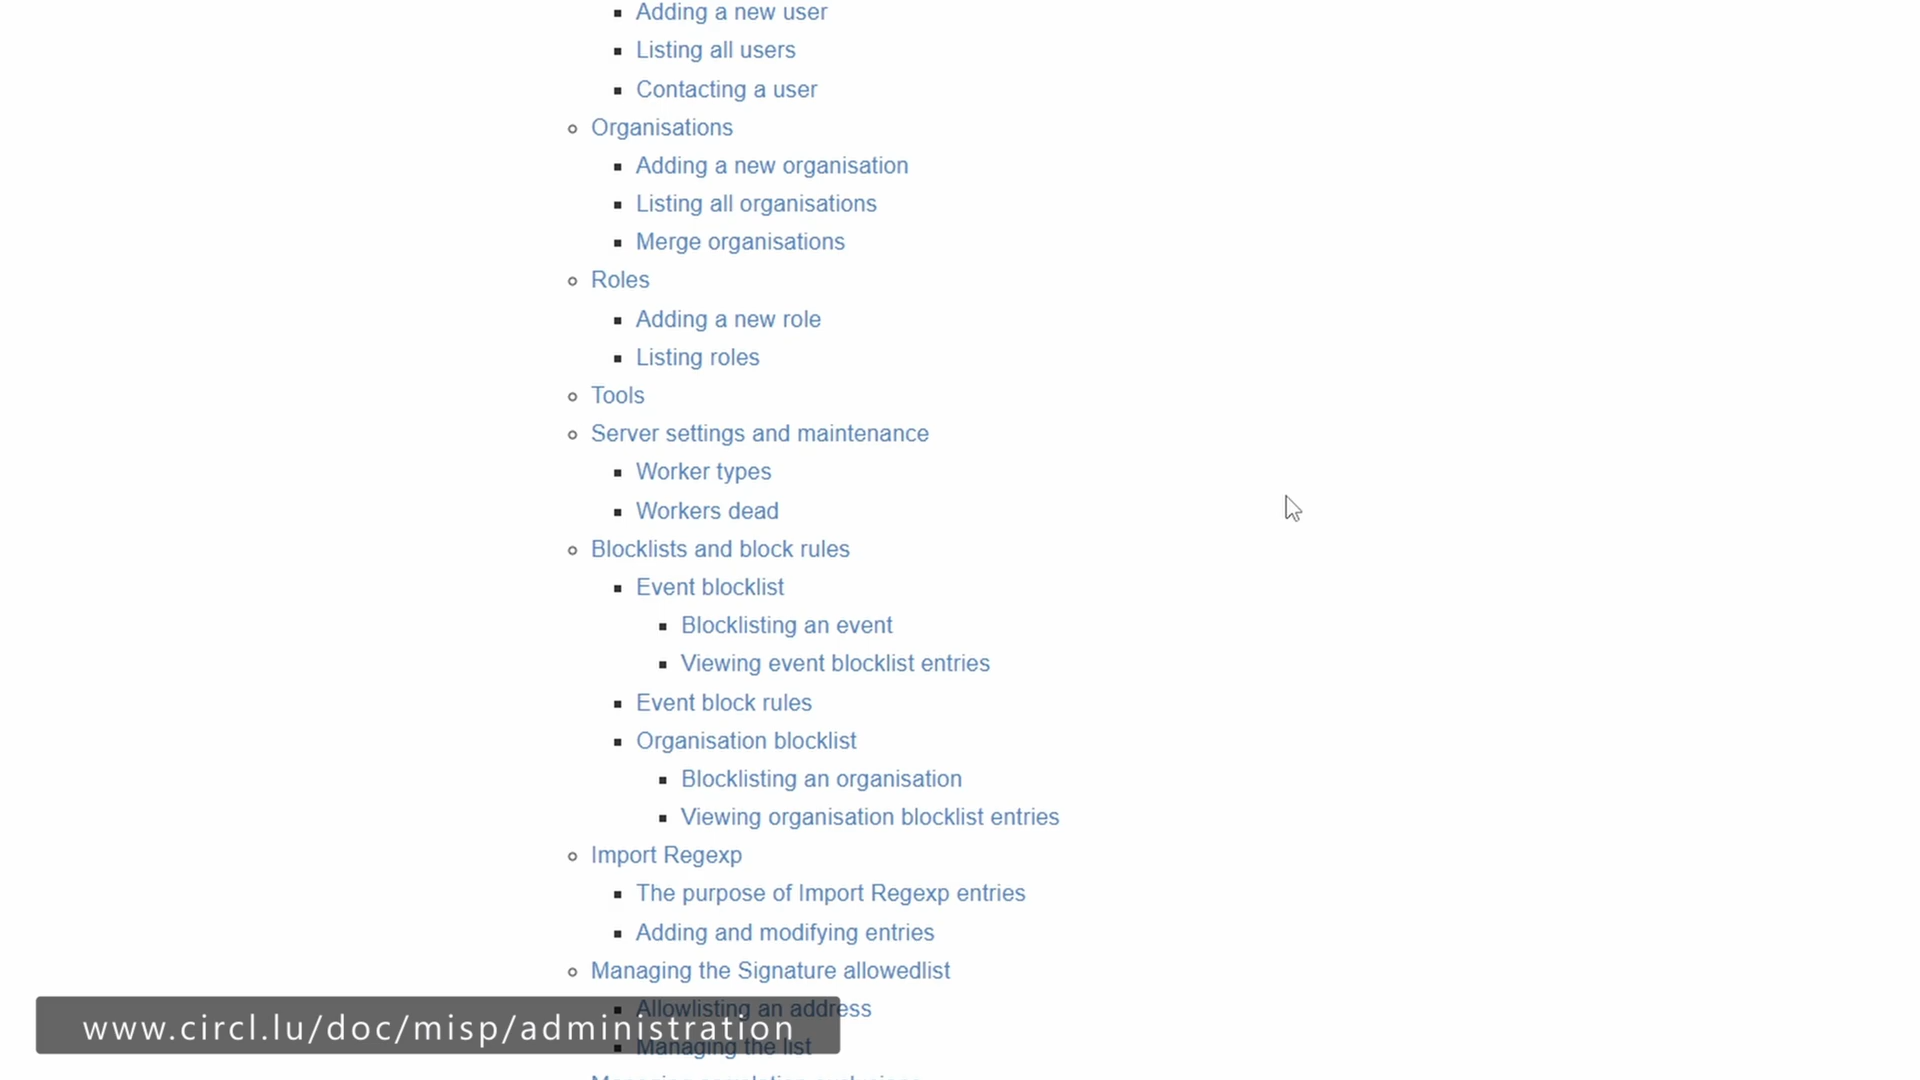 Adding a new user
Listing all users
Contacting a user
Organisations
Adding a new organisation
Listing all organisations
Merge organisations
Roles
Adding a new role
Listing roles
Tools
Server settings and maintenance
Worker types
Workers dead
Blocklists and block rules
Event blocklist
Blocklisting an event
Viewing event blocklist entries
Event block rules
Organisation blocklist
Blocklisting an organisation
Viewing organisation blocklist entries
Import Regexp
The purpose of Import Regexp entries
Adding and modifying entries
Managing the Signature allowedlist
Allowlisting an address
www.circl.lu/doc/misp/administration
Managing the list